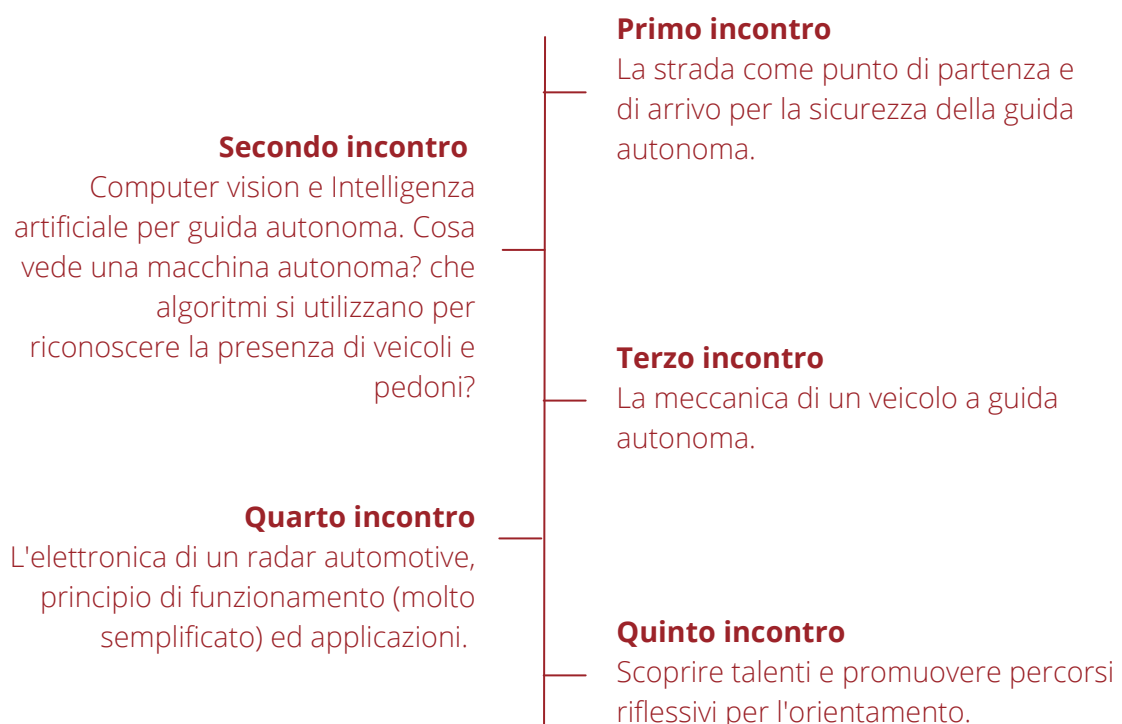 Primo incontro
La strada come punto di partenza e
di arrivo per la sicurezza della guida
autonoma.
Secondo incontro
Computer vision e Intelligenza
artificiale per guida autonoma. Cosa
vede una macchina autonoma? che
algoritmi si utilizzano per
riconoscere la presenza di veicoli e
pedoni?
Terzo incontro
La meccanica di un veicolo a guida
autonoma.
Quarto incontro
L'elettronica di un radar automotive,
principio di funzionamento (molto
semplificato) ed applicazioni.
Quinto incontro
Scoprire talenti e promuovere percorsi
riflessivi per l'orientamento.